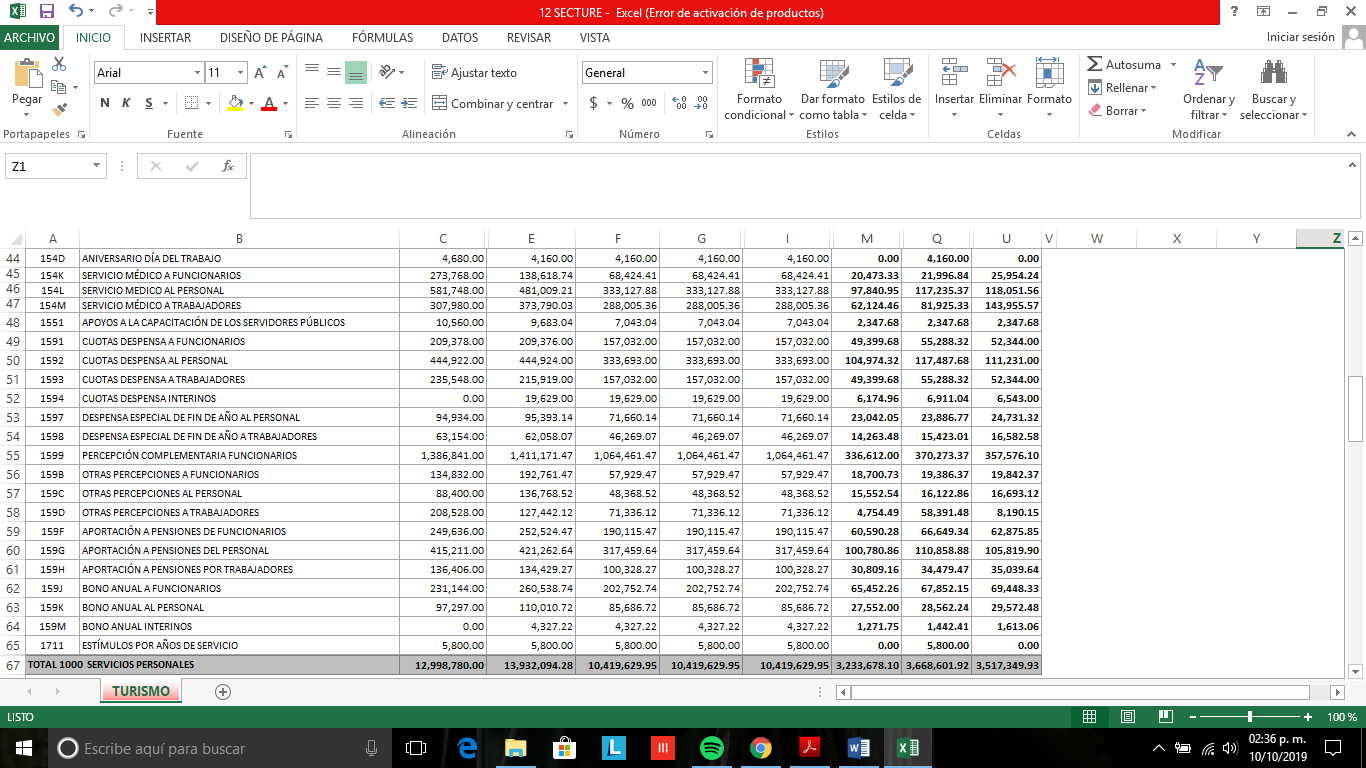 12 SECTURE - Excel (Error de activación de productos)
ARCHIVO INICIO INSERTAR DISEÑO DE PÁGINA FÓRMULAS DATOS REVISAR VISTA Iniciar sesión
Pegar
Arial 11
N K S
Ajustar texto
Combinar y centrar
General
$ % 000
Formato condicional
Dar formato como tabla
Estilos de celda
Insertar Eliminar Formato
Autosuma
Rellenar
Borrar
Ordenar y filtrar
Buscar y seleccionar
Portapapeles Fuente Alineación Número Estilos Celdas Modificar
Z1 fx
A B C E F G I M Q U V W X Y Z
44 154D ANIVERSARIO DÍA DEL TRABAJO 4,680.00 4,160.00 4,160.00 4,160.00 4,160.00 0.00 4,160.00 0.00
45 154K SERVICIO MÉDICO A FUNCIONARIOS 273,768.00 138,618.74 68,424.41 68,424.41 68,424.41 20,473.33 21,996.84 25,954.24
46 154L SERVICIO MEDICO AL PERSONAL 581,748.00 481,009.21 333,127.88 333,127.88 333,127.88 97,840.95 117,235.37 118,051.56
47 154M SERVICIO MÉDICO A TRABAJADORES 307,980.00 373,790.03 288,005.36 288,005.36 288,005.36 62,124.46 81,925.33 143,955.57
48 1551 APOYOS A LA CAPACITACIÓN DE LOS SERVIDORES PÚBLICOS 10,560.00 9,683.04 7,043.04 7,043.04 7,043.04 2,347.68 2,347.68 2,347.68
49 1591 CUOTAS DESPENSA A FUNCIONARIOS 209,378.00 209,376.00 157,032.00 157,032.00 157,032.00 49,399.68 55,288.32 52,344.00
50 1592 CUOTAS DESPENSA AL PERSONAL 444,922.00 444,924.00 333,693.00 333,693.00 333,693.00 104,974.32 117,487.68 111,231.00
51 1593 CUOTAS DESPENSA A TRABAJADORES 235,548.00 215,919.00 157,032.00 157,032.00 157,032.00 49,399.68 55,288.32 52,344.00
52 1594 CUOTAS DESPENSA INTERINOS 0.00 19,629.00 19,629.00 19,629.00 19,629.00 6,174.96 6,911.04 6,543.00
53 1597 DESPENSA ESPECIAL DE FIN DE AÑO AL PERSONAL 94,934.00 95,393.14 71,660.14 71,660.14 71,660.14 23,042.05 23,886.77 24,731.32
54 1598 DESPENSA ESPECIAL DE FIN DE AÑO A TRABAJADORES 63,154.00 62,058.07 46,269.07 46,269.07 46,269.07 14,263.48 15,423.01 16,582.58
55 1599 PERCEPCIÓN COMPLEMENTARIA FUNCIONARIOS 1,386,841.00 1,411,171.47 1,064,461.47 1,064,461.47 1,064,461.47 336,612.00 370,273.37 357,576.10
56 159B OTRAS PERCEPCIONES A FUNCIONARIOS 134,832.00 192,761.47 57,929.47 57,929.47 57,929.47 18,700.73 19,386.37 19,842.37
57 159C OTRAS PERCEPCIONES AL PERSONAL 88,400.00 136,768.52 48,368.52 48,368.52 48,368.52 15,552.54 16,122.86 16,693.12
58 159D OTRAS PERCEPCIONES A TRABAJADORES 208,528.00 127,442.12 71,336.12 71,336.12 71,336.12 4,754.49 58,391.48 8,190.15
59 159F APORTACIÓN A PENSIONES DE FUNCIONARIOS 249,636.00 252,524.47 190,115.47 190,115.47 190,115.47 60,590.28 66,649.34 62,875.85
60 159G APORTACIÓN A PENSIONES DEL PERSONAL 415,211.00 421,262.64 317,459.64 317,459.64 317,459.64 100,780.86 110,858.88 105,819.90
61 159H APORTACIÓN A PENSIONES POR TRABAJADORES 136,406.00 134,429.27 100,328.27 100,328.27 100,328.27 30,809.16 34,479.47 35,039.64
62 159J BONO ANUAL A FUNCIONARIOS 231,144.00 260,538.74 202,752.74 202,752.74 202,752.74 65,452.26 67,852.15 69,448.33
63 159K BONO ANUAL AL PERSONAL 97,297.00 110,010.72 85,686.72 85,686.72 85,686.72 27,552.00 28,562.24 29,572.48
64 159M BONO ANUAL INTERINOS 0.00 4,327.22 4,327.22 4,327.22 4,327.22 1,271.75 1,442.41 1,613.06
65 1711 ESTÍMULOS POR AÑOS DE SERVICIO 5,800.00 5,800.00 5,800.00 5,800.00 5,800.00 0.00 5,800.00 0.00
67 TOTAL 1000 SERVICIOS PERSONALES 12,998,780.00 13,932,094.28 10,419,629.95 10,419,629.95 10,419,629.95 3,233,678.10 3,668,601.92 3,517,349.93
TURISMO
LISTO 100 %
Escribe aquí para buscar
02:36 p. m.
10/10/2019